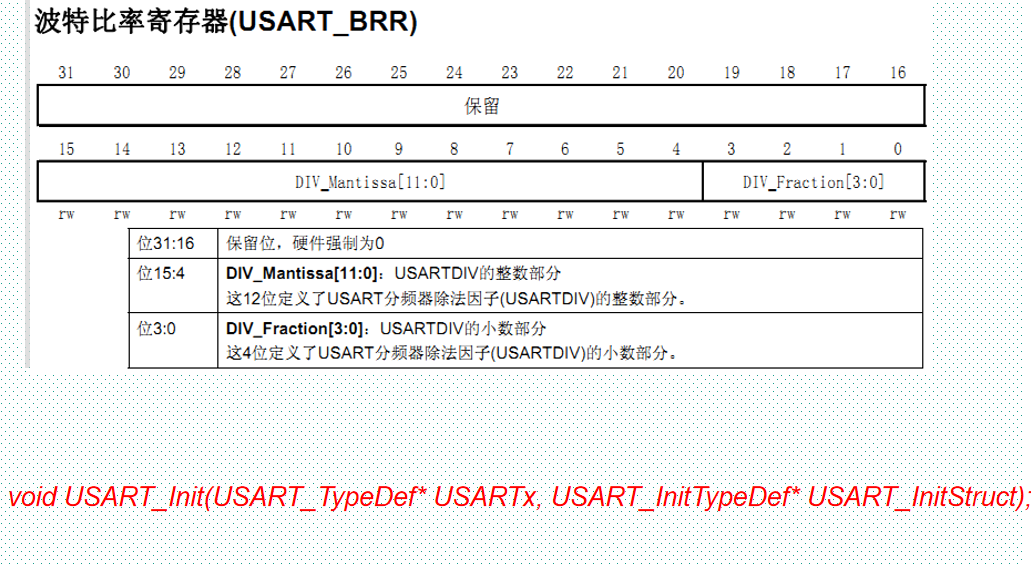 波特比率寄存器(USART_BRR)
31 30 29 28 27 26 25 24 23 22 21 20 19 18 17 16
保留
15 14 13 12 11 10 9 8 7 6 5 4 3 2 1 0
DIV_Mantissa[11:0] DIV_Fraction[3:0]
rw rw rw rw rw rw rw rw rw rw rw rw rw rw rw rw
位31:16 保留位，硬件强制为0
位15:4 DIV_Mantissa[11:0]：USARTDIV的整数部分
这12位定义了USART分频器除法因子(USARTDIV)的整数部分。
位3:0 DIV_Fraction[3:0]：USARTDIV的小数部分
这4位定义了USART分频器除法因子(USARTDIV)的小数部分。
void USART_Init(USART_TypeDef* USARTx, USART_InitTypeDef* USART_InitStruct);